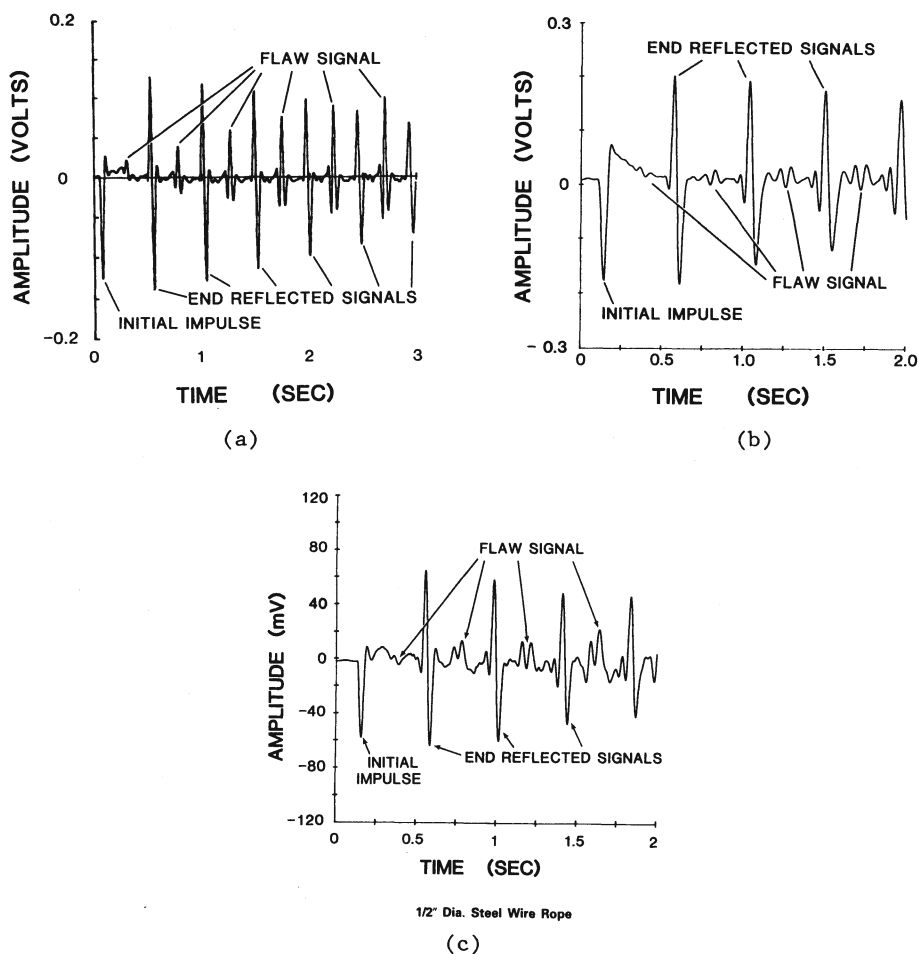 (a)
0.2
FLAW SIGNAL
AMPLITUDE (VOLTS)
0
END REFLECTED SIGNALS
INITIAL IMPULSE
-0.2
0 1 2 3
TIME (SEC)
(a)
(b)
0.3
END REFLECTED SIGNALS
AMPLITUDE (VOLTS)
0
FLAW SIGNAL
INITIAL IMPULSE
- 0.3
0 0.5 1.0 1.5 2.0
TIME (SEC)
(b)
120
80
FLAW SIGNAL
40
AMPLITUDE (mV)
0
-40
END REFLECTED SIGNALS
INITIAL
IMPULSE
-80
-120
0 0.5 1 1.5 2
TIME (SEC)
1/2" Dia. Steel Wire Rope
(c)